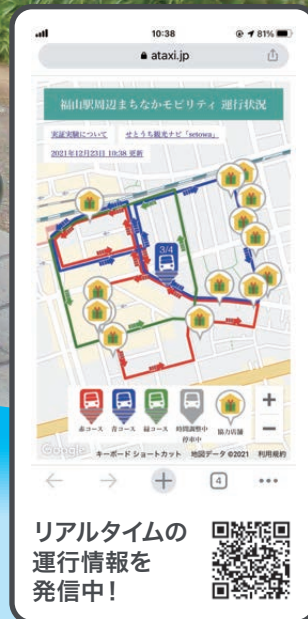 10:38
81%
ataxi.jp
福山駅周辺まちなかモビリティ 運行状況
実証実験について
せとうち観光ナビ「setowa」
2021年12月23日 10:38 更新
3/4
赤コース
青コース
緑コース
時間調整中
停車中
協力店舗
+
−
Google
キーボード ショートカット
地図データ ©2021
利用規約
4
リアルタイムの
運行情報を
発信中!